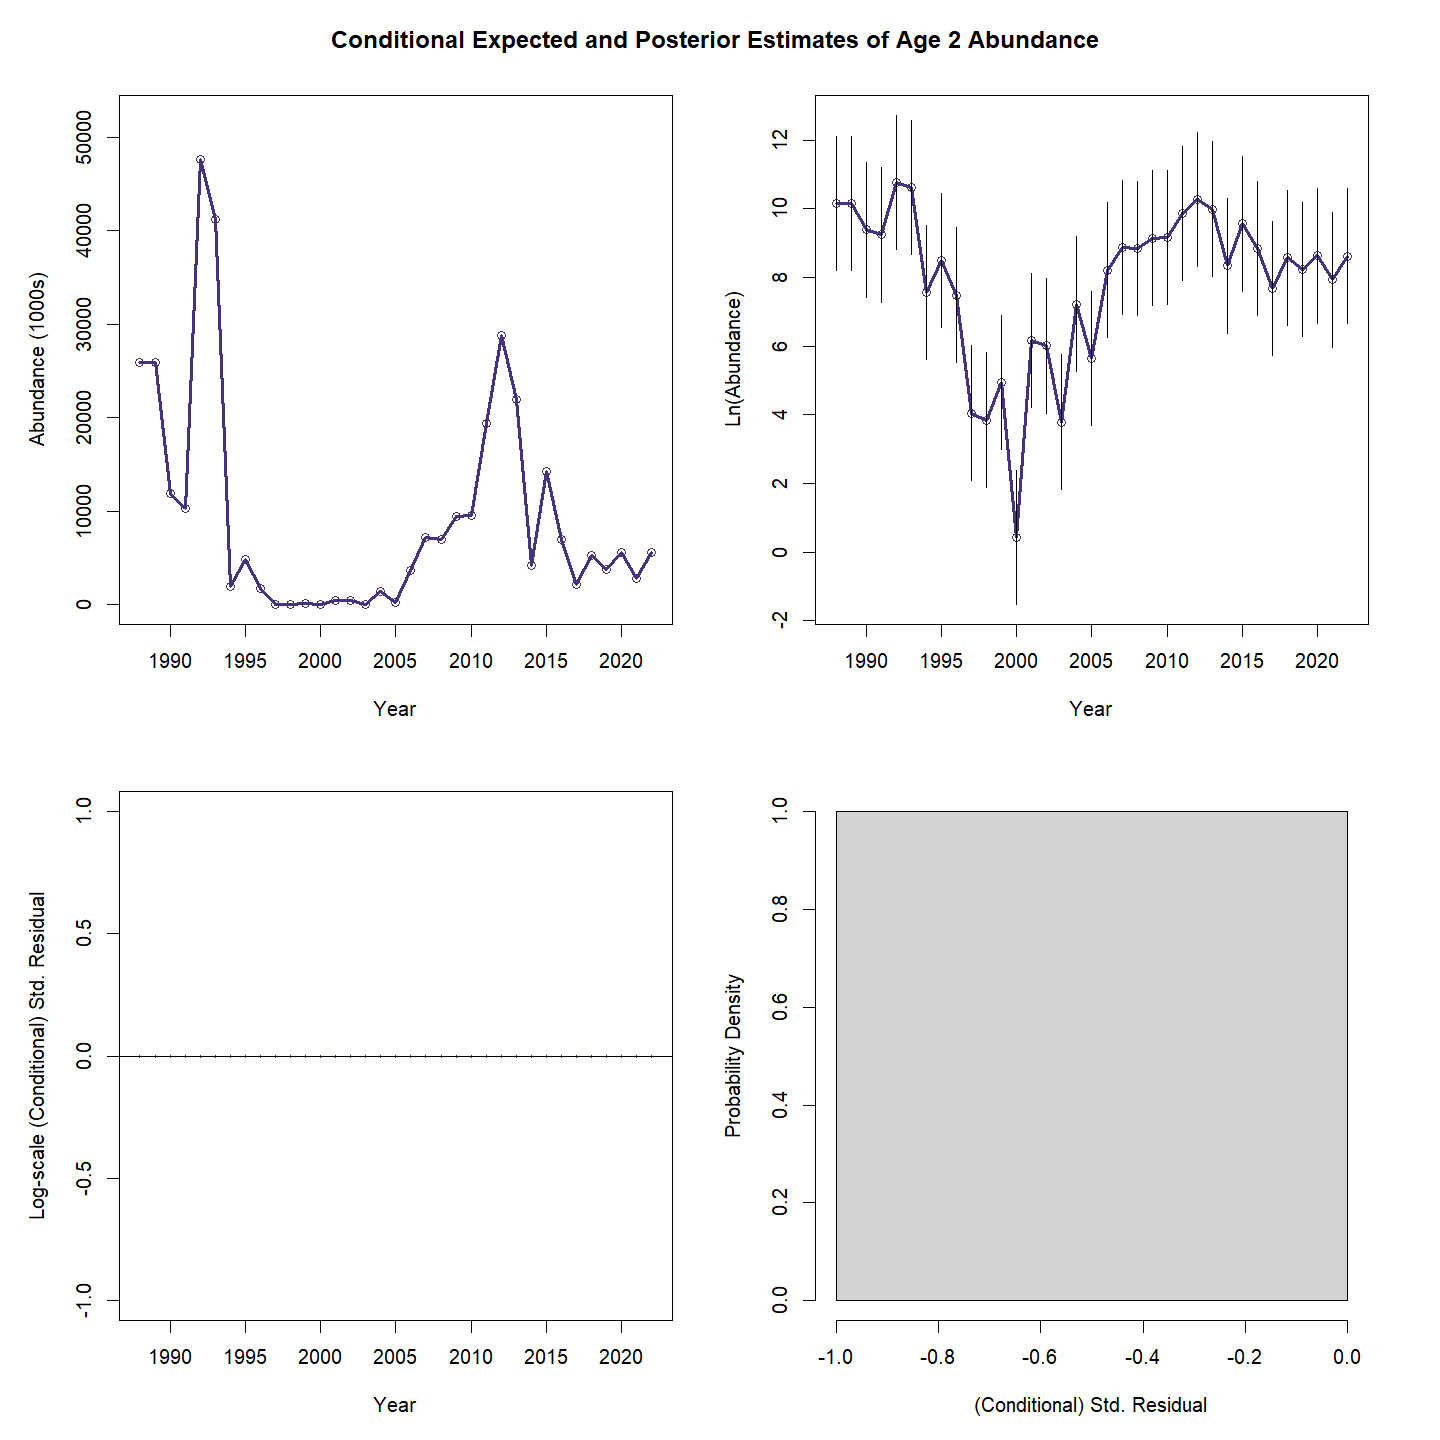 Conditional Expected and Posterior Estimates of Age 2 Abundance
Abundance (1000s)
50000
40000
30000
20000
10000
0
1990 1995 2000 2005 2010 2015 2020
Year
Ln(Abundance)
12
10
8
6
4
2
0
-2
1990 1995 2000 2005 2010 2015 2020
Year
Log-scale (Conditional) Std. Residual
1.0
0.5
0.0
-0.5
-1.0
1990 1995 2000 2005 2010 2015 2020
Year
Probability Density
1.0
0.8
0.6
0.4
0.2
0.0
-1.0 -0.8 -0.6 -0.4 -0.2 0.0
(Conditional) Std. Residual